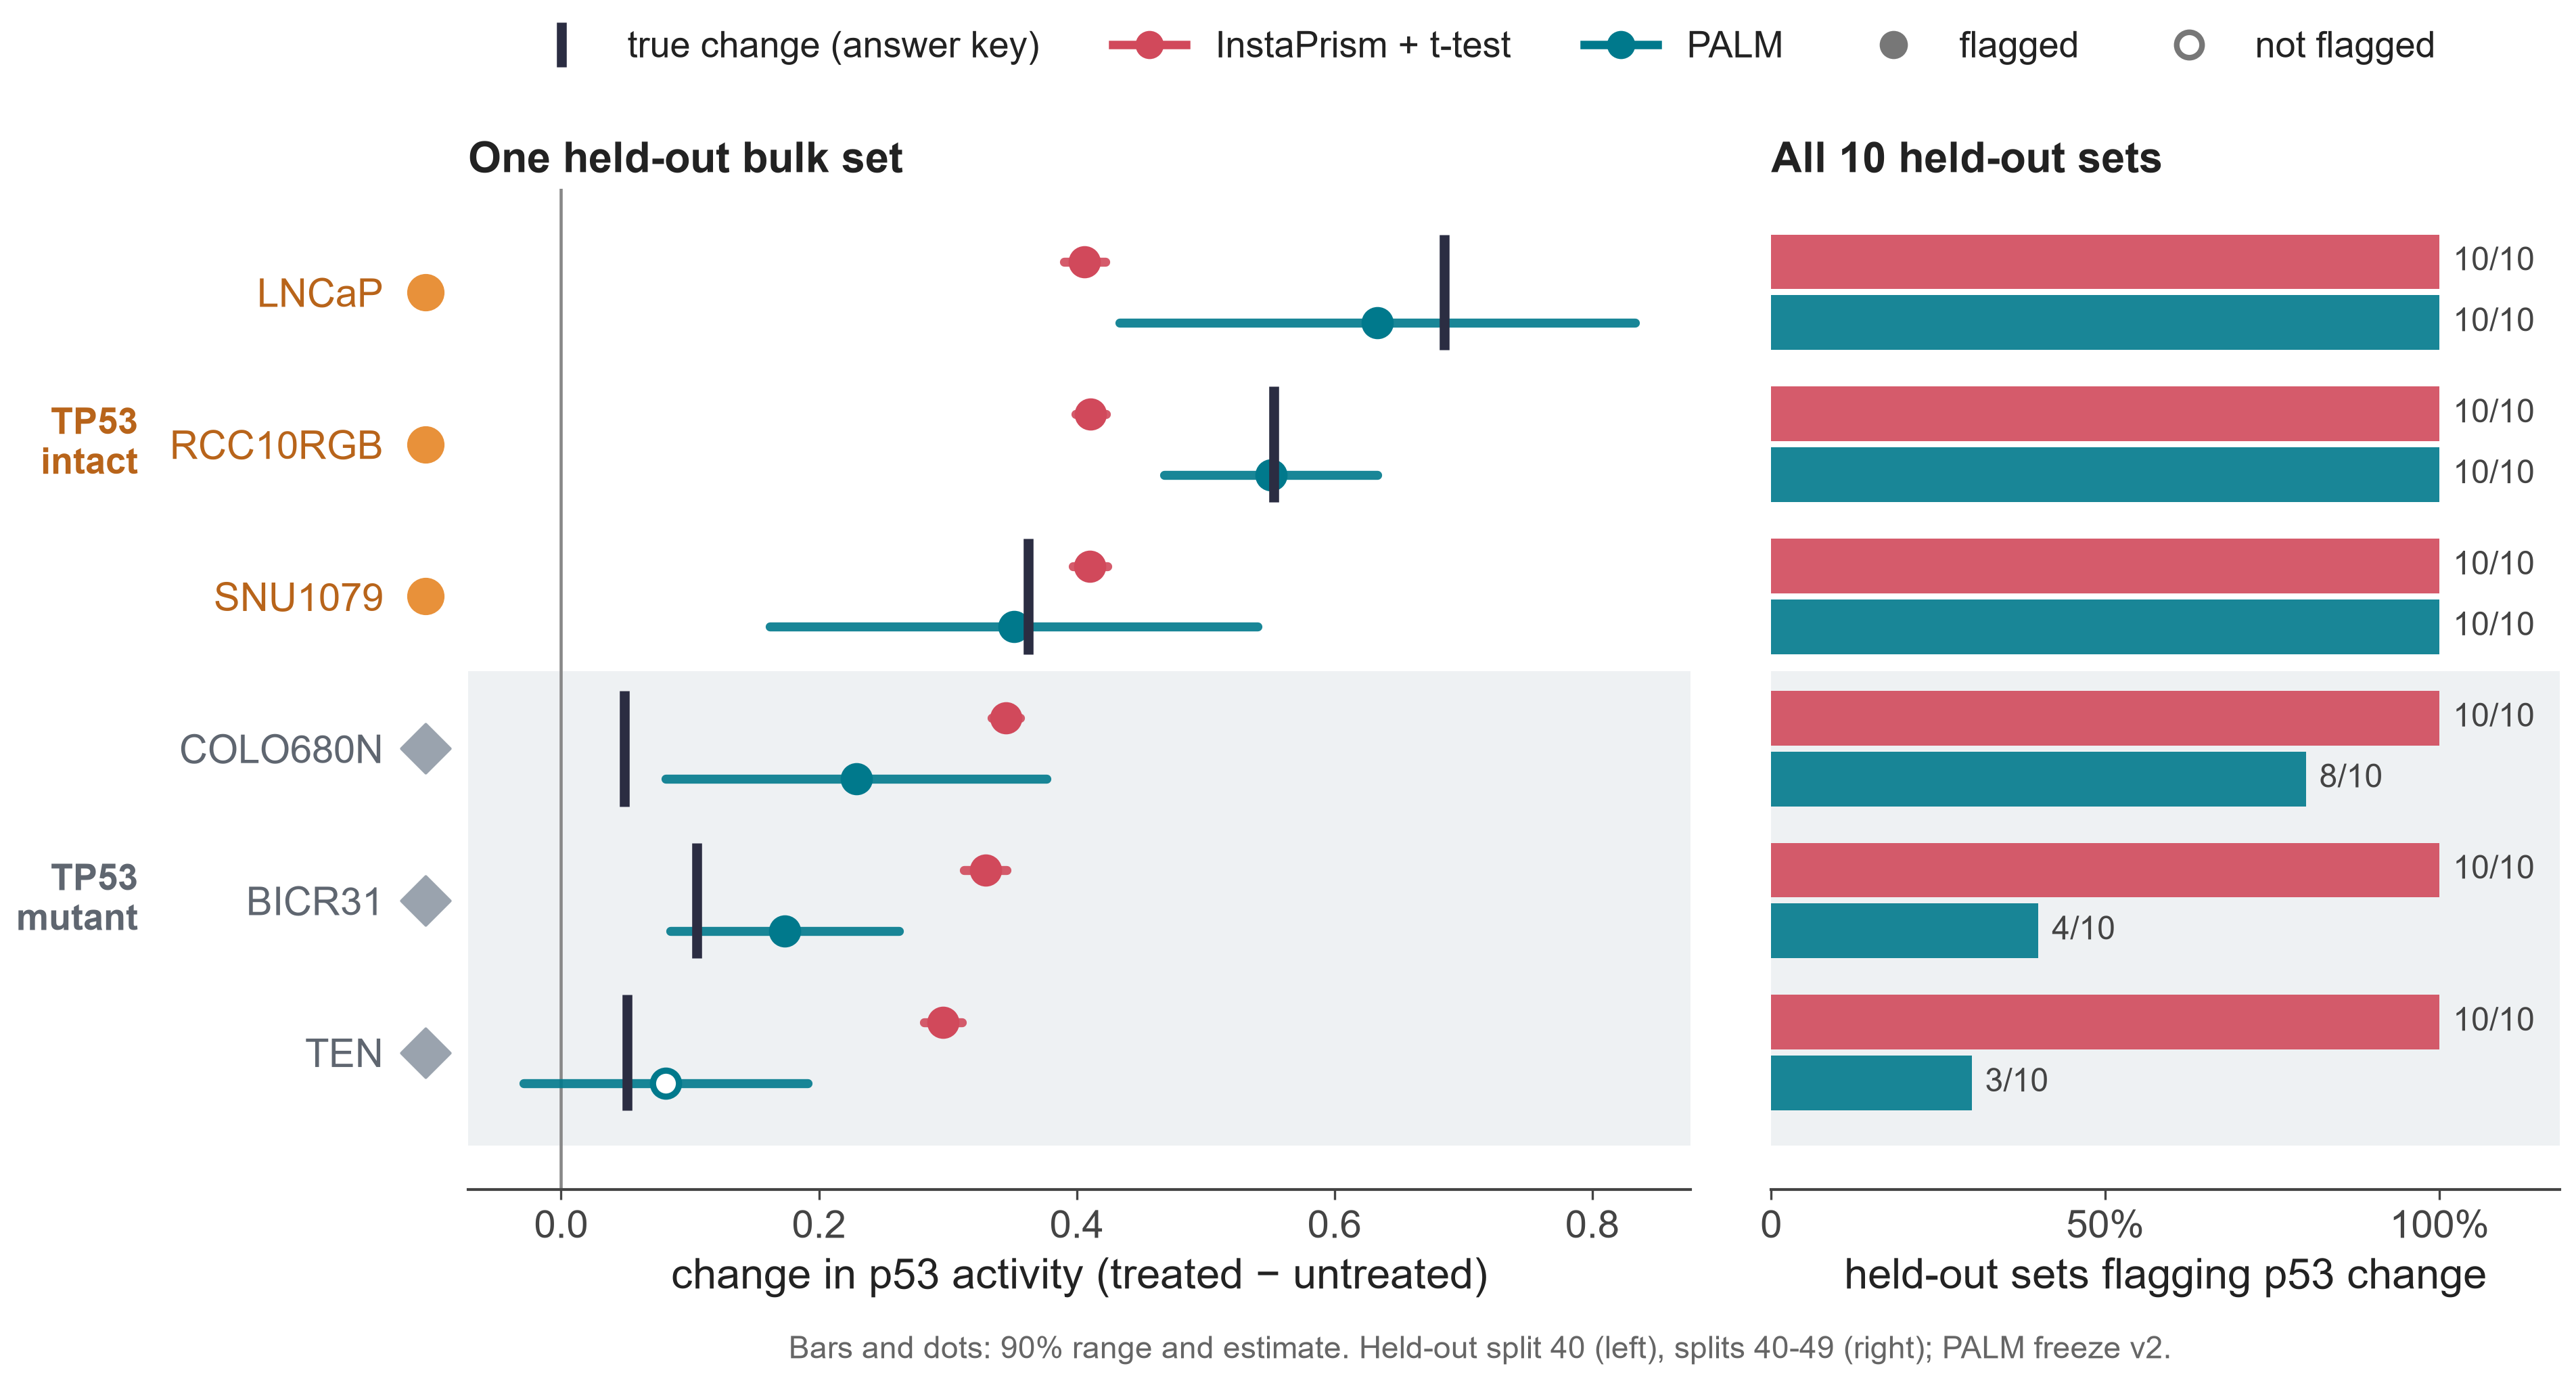 true change (answer key) InstaPrism + t-test PALM flagged not flagged
One held-out bulk set
All 10 held-out sets
TP53
intact
LNCaP
10/10
10/10
RCC10RGB
10/10
10/10
SNU1079
10/10
10/10
TP53
mutant
COLO680N
10/10
8/10
BICR31
10/10
4/10
TEN
10/10
3/10
0.0 0.2 0.4 0.6 0.8
change in p53 activity (treated − untreated)
0 50% 100%
held-out sets flagging p53 change
Bars and dots: 90% range and estimate. Held-out split 40 (left), splits 40-49 (right); PALM freeze v2.